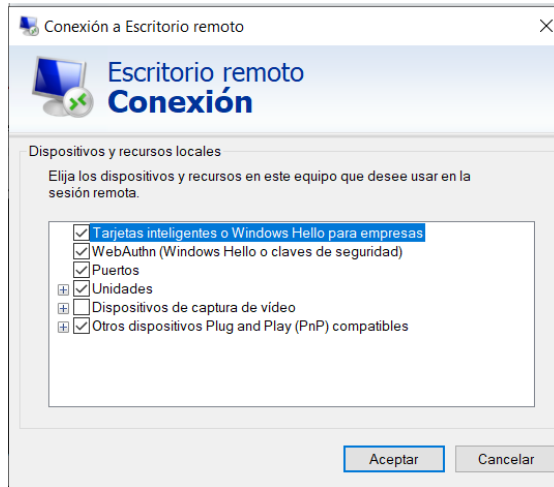 Conexión a Escritorio remoto
Escritorio remoto
Conexión
Dispositivos y recursos locales
Elija los dispositivos y recursos en este equipo que desee usar en la
sesión remota.
Tarjetas inteligentes o Windows Hello para empresas
WebAuthn (Windows Hello o claves de seguridad)
Puertos
Unidades
Dispositivos de captura de vídeo
Otros dispositivos Plug and Play (PnP) compatibles
Aceptar
Cancelar